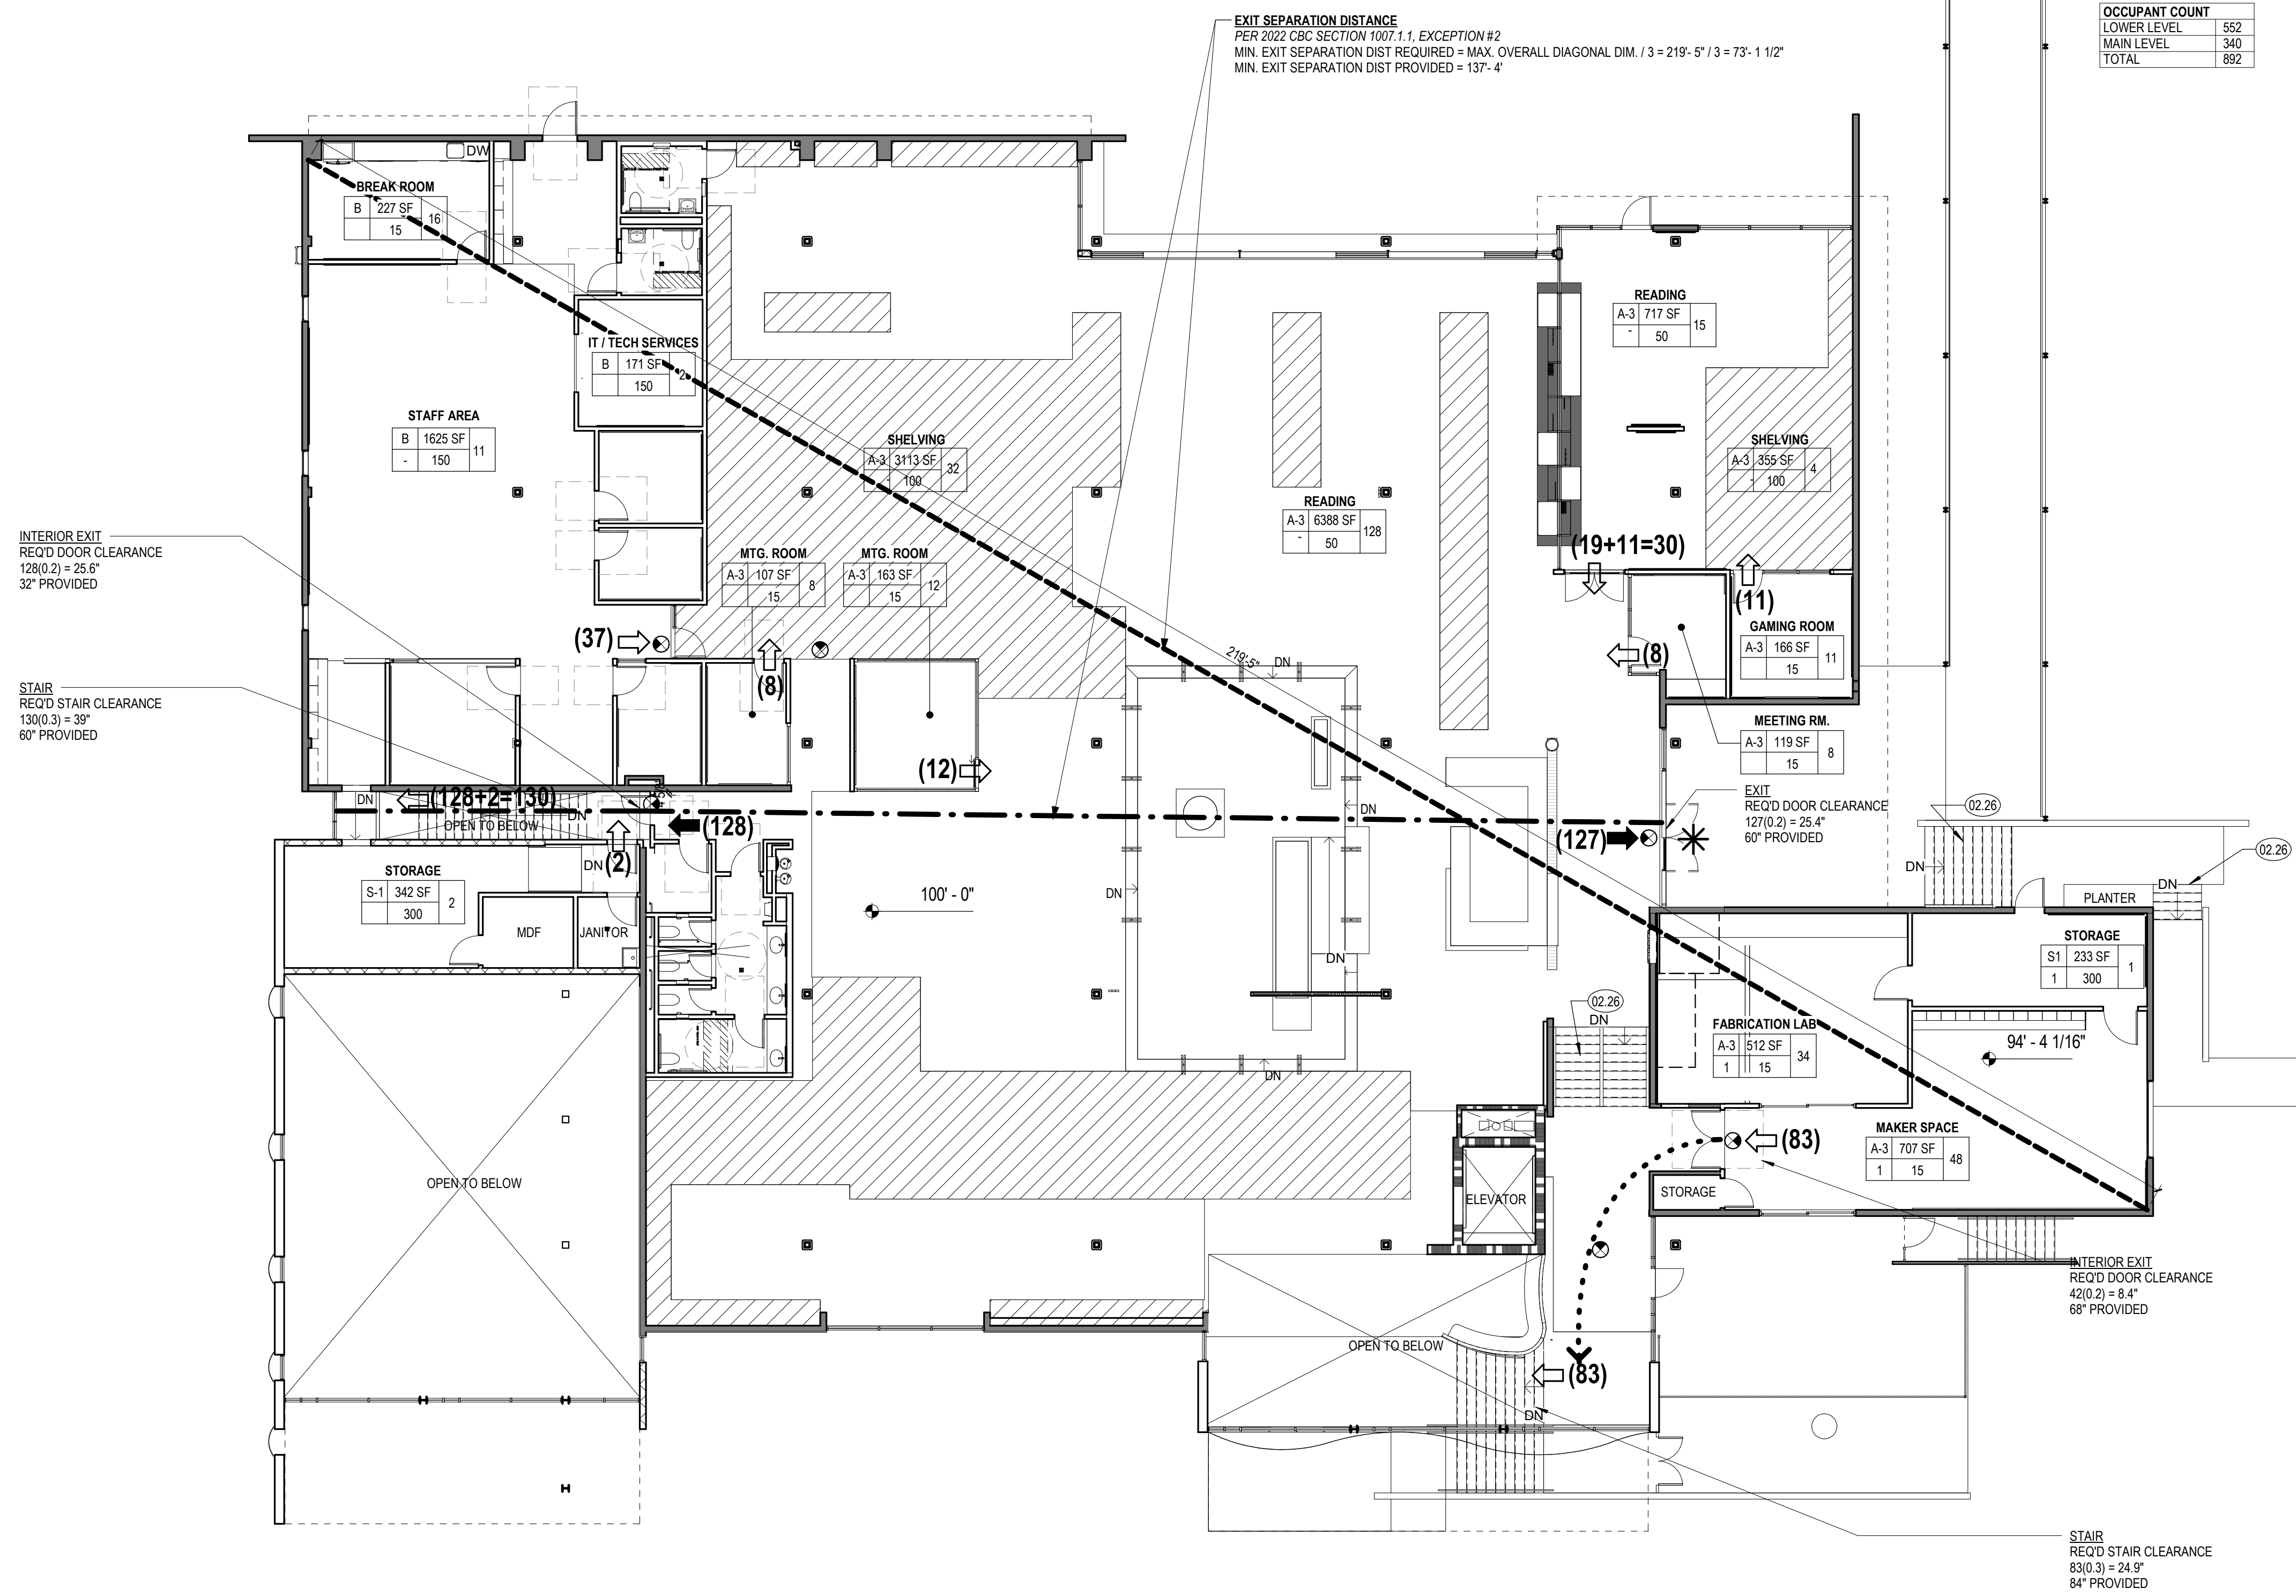 EXIT SEPARATION DISTANCE
PER 2022 CBC SECTION 1007.1.1, EXCEPTION #2
MIN. EXIT SEPARATION DIST REQUIRED = MAX. OVERALL DIAGONAL DIM. / 3 = 219'- 5" / 3 = 73'- 1 1/2"
MIN. EXIT SEPARATION DIST PROVIDED = 137'- 4'
OCCUPANT COUNT
LOWER LEVEL 552
MAIN LEVEL 340
TOTAL 892
DW
BREAK ROOM
B 227 SF 16
15
IT / TECH SERVICES
B 171 SF 2
150
STAFF AREA
B 1625 SF 11
- 150
SHELVING
A-3 3113 SF 32
- 100
READING
A-3 6388 SF 128
- 50
READING
A-3 717 SF 15
- 50
SHELVING
A-3 355 SF 4
- 100
INTERIOR EXIT
REQ'D DOOR CLEARANCE
128(0.2) = 25.6"
32" PROVIDED
MTG. ROOM
A-3 107 SF 8
15
MTG. ROOM
A-3 163 SF 12
15
(19+11=30)
(11)
GAMING ROOM
A-3 166 SF 11
15
(37)
(8)
(8)
219'-5"
DN
STAIR
REQ'D STAIR CLEARANCE
130(0.3) = 39"
60" PROVIDED
MEETING RM.
A-3 119 SF 8
15
(12)
DN
(128+2=130)
OPEN TO BELOW
DN
(128)
DN
(127)
EXIT
REQ'D DOOR CLEARANCE
127(0.2) = 25.4"
60" PROVIDED
02.26
02.26
DN
DN
PLANTER
DN
(2)
STORAGE
S-1 342 SF 2
300
MDF
JANITOR
100' - 0"
DN
DN
DN
STORAGE
S1 233 SF 1
1 300
02.26
DN
FABRICATION LAB
A-3 512 SF 34
1 15
94' - 4 1/16"
MAKER SPACE
A-3 707 SF 48
1 15
(83)
STORAGE
ELEVATOR
OPEN TO BELOW
INTERIOR EXIT
REQ'D DOOR CLEARANCE
42(0.2) = 8.4"
68" PROVIDED
OPEN TO BELOW
(83)
DN
STAIR
REQ'D STAIR CLEARANCE
83(0.3) = 24.9"
84" PROVIDED